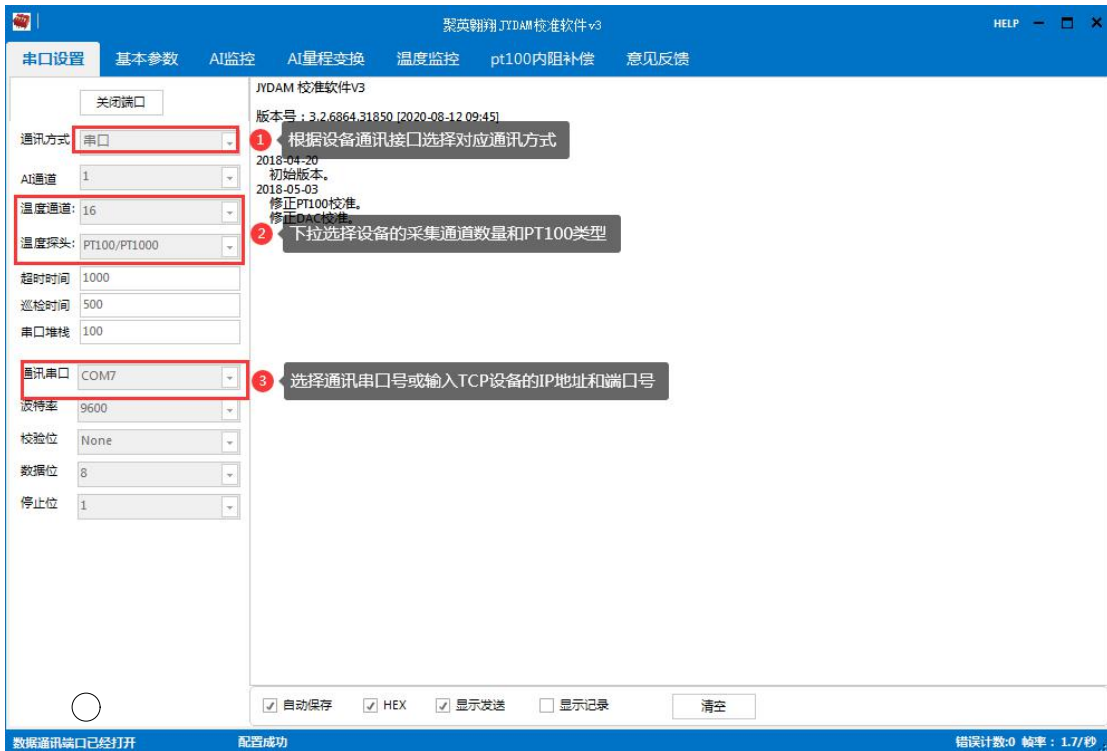 聚英翱翔JYDAM校准软件v3
HELP
串口设置 基本参数 AI监控 AI量程变换 温度监控 pt100内阻补偿 意见反馈
关闭端口
通讯方式 串口
AI通道 1
温度通道: 16
温度探头: PT100/PT1000
超时时间 1000
巡检时间 500
串口堆栈 100
通讯串口 COM7
波特率 9600
校验位 None
数据位 8
停止位 1
JYDAM 校准软件V3
版本号：3.2.6864.31850 [2020-08-12 09:45]
1 根据设备通讯接口选择对应通讯方式
2018-04-20
初始版本。
2018-05-03
修正PT100校准。
修正DAC校准。
2 下拉选择设备的采集通道数量和PT100类型
3 选择通讯串口号或输入TCP设备的IP地址和端口号
自动保存 HEX 显示发送 显示记录 清空
数据通讯端口已经打开 配置成功 错误计数:0 帧率：1.7/秒